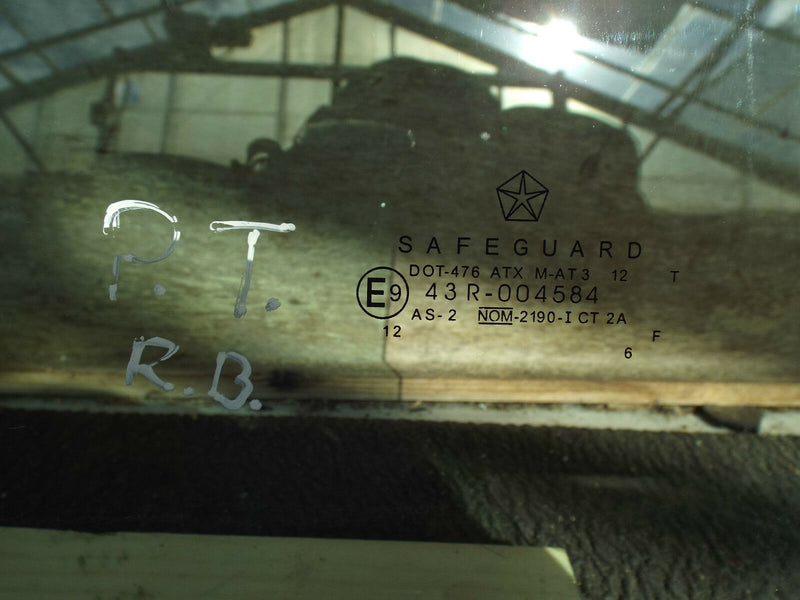 P.T.
R.B.
SAFEGUARD
DOT-476 ATX M-AT3 12 T
E9 43R-004584
AS-2 NOM-2190-I CT 2A
12 F
6